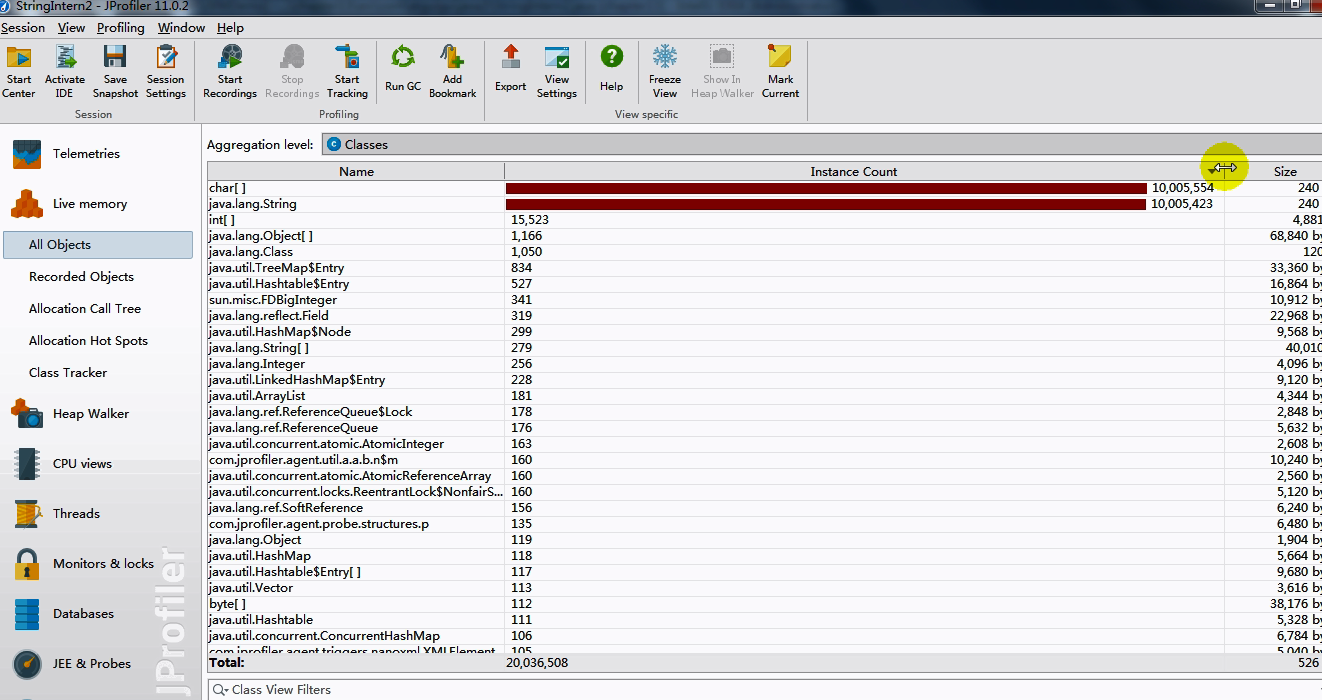 StringIntern2 - JProfiler 11.0.2
Session View Profiling Window Help
Start Center
Activate IDE
Save Snapshot
Session Settings
Start Recordings
Stop Recordings
Start Tracking
Run GC
Add Bookmark
Export
View Settings
Help
Freeze View
Show In Heap Walker
Mark Current
Session
Profiling
View specific
Telemetries
Live memory
All Objects
Recorded Objects
Allocation Call Tree
Allocation Hot Spots
Class Tracker
Heap Walker
CPU views
Threads
Monitors & locks
Databases
JEE & Probes
JProfiler
Aggregation level: Classes
Name Instance Count Size
char[ ] 10,005,554 240
java.lang.String 10,005,423 240
int[ ] 15,523 4,881
java.lang.Object[ ] 1,166 68,840 by
java.lang.Class 1,050 120
java.util.TreeMap$Entry 834 33,360 by
java.util.Hashtable$Entry 527 16,864 by
sun.misc.FDBigInteger 341 10,912 by
java.lang.reflect.Field 319 22,968 by
java.util.HashMap$Node 299 9,568 by
java.lang.String[ ] 279 40,010
java.lang.Integer 256 4,096 by
java.util.LinkedHashMap$Entry 228 9,120 by
java.util.ArrayList 181 4,344 by
java.lang.ref.ReferenceQueue$Lock 178 2,848 by
java.lang.ref.ReferenceQueue 176 5,632 by
java.util.concurrent.atomic.AtomicInteger 163 2,608 by
com.jprofiler.agent.util.a.a.b.n$m 160 10,240 by
java.util.concurrent.atomic.AtomicReferenceArray 160 2,560 by
java.util.concurrent.locks.ReentrantLock$NonfairS... 160 5,120 by
java.lang.ref.SoftReference 156 6,240 by
com.jprofiler.agent.probe.structures.p 135 6,480 by
java.lang.Object 119 1,904 by
java.util.HashMap 118 5,664 by
java.util.Hashtable$Entry[ ] 117 9,680 by
java.util.Vector 113 3,616 by
byte[ ] 112 38,176 by
java.util.Hashtable 111 5,328 by
java.util.concurrent.ConcurrentHashMap 106 6,784 by
com.jprofiler.agent.triggers.nanoxml.XMLElement 105 5,040 by
Total: 20,036,508 526
Class View Filters